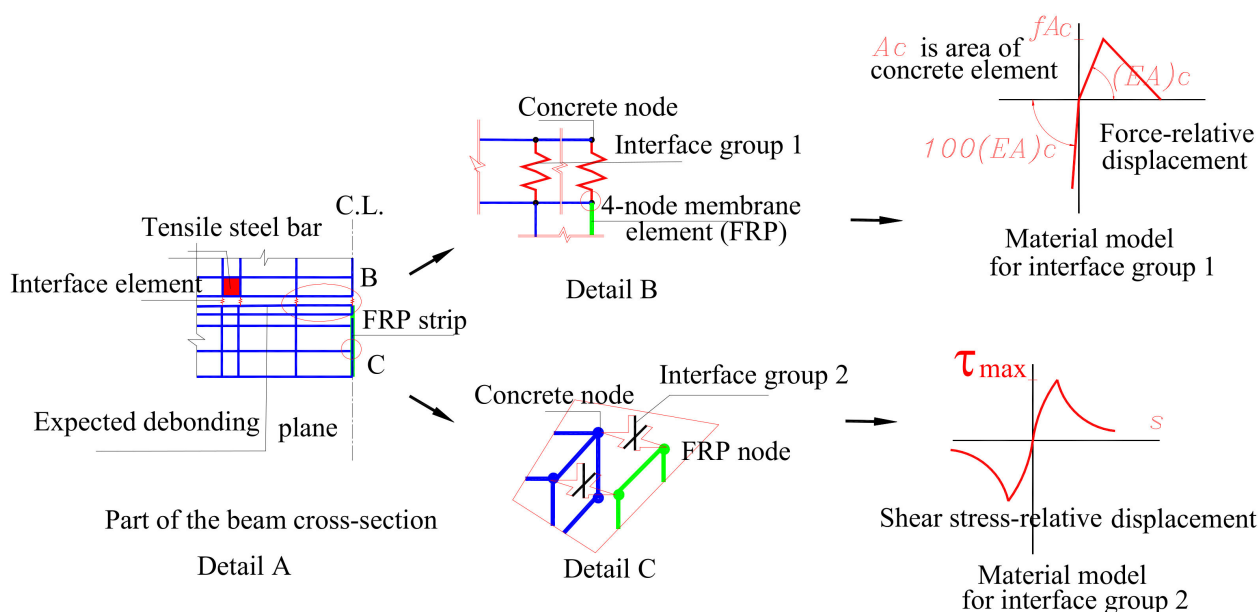 C.L.
Tensile steel bar
Interface element
B
FRP strip
C
Expected debonding plane
Part of the beam cross-section
Detail A
Concrete node
Interface group 1
4-node membrane
element (FRP)
Detail B
Concrete node
Interface group 2
FRP node
Detail C
Ac is area of
concrete element
fAc
(EA)c
100(EA)c
Force-relative
displacement
Material model
for interface group 1
τmax
s
Shear stress-relative displacement
Material model
for interface group 2